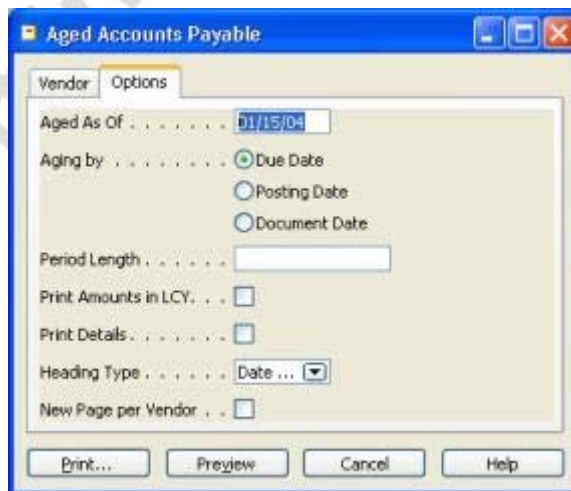 Aged Accounts Payable
Vendor Options
Aged As Of . . . . . . . 01/15/04
Aging by . . . . . . . . Due Date
Posting Date
Document Date
Period Length . . . . . .
Print Amounts in LCY. . .
Print Details. . . . . . .
Heading Type . . . . . . Date ...
New Page per Vendor . .
Print... Preview Cancel Help